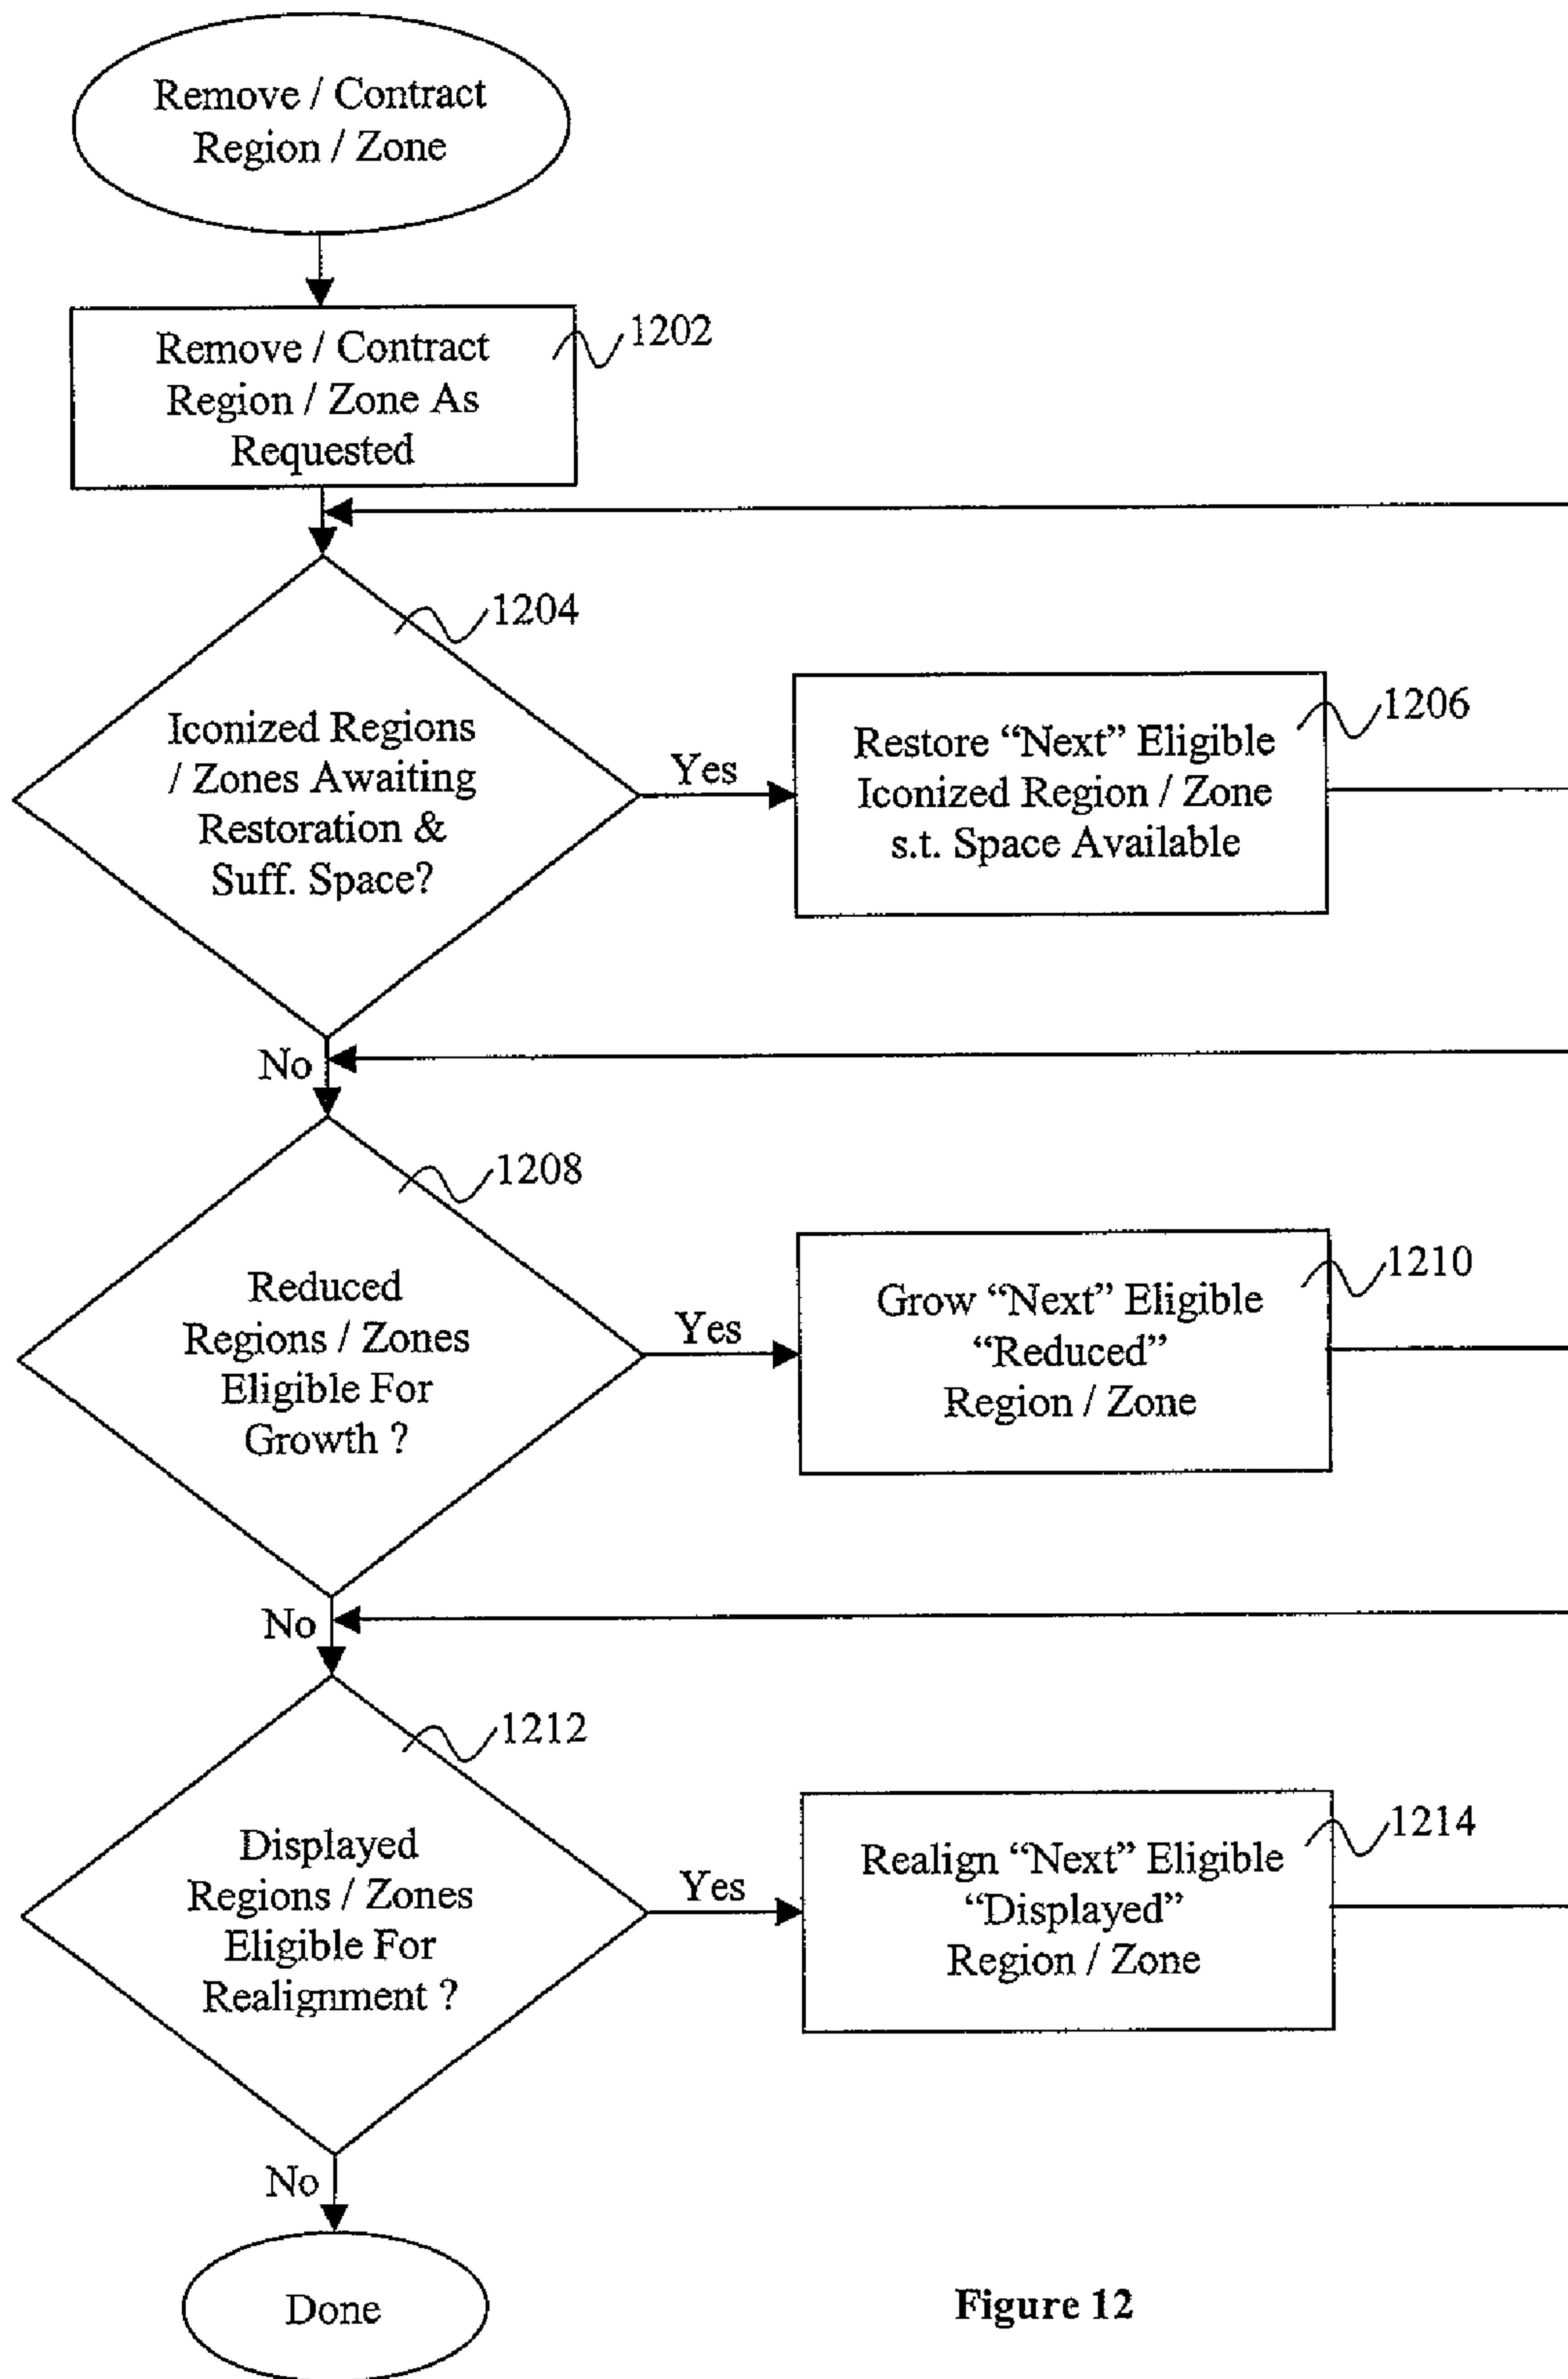 Remove / Contract
Region / Zone
Remove / Contract
Region / Zone As
Requested
1202
1204
Iconized Regions
/ Zones Awaiting
Restoration &
Suff. Space?
Yes
Restore “Next” Eligible
Iconized Region / Zone
s.t. Space Available
1206
No
1208
Reduced
Regions / Zones
Eligible For
Growth ?
Yes
Grow “Next” Eligible
“Reduced”
Region / Zone
1210
No
1212
Displayed
Regions / Zones
Eligible For
Realignment ?
Yes
Realign “Next” Eligible
“Displayed”
Region / Zone
1214
No
Done
Figure 12